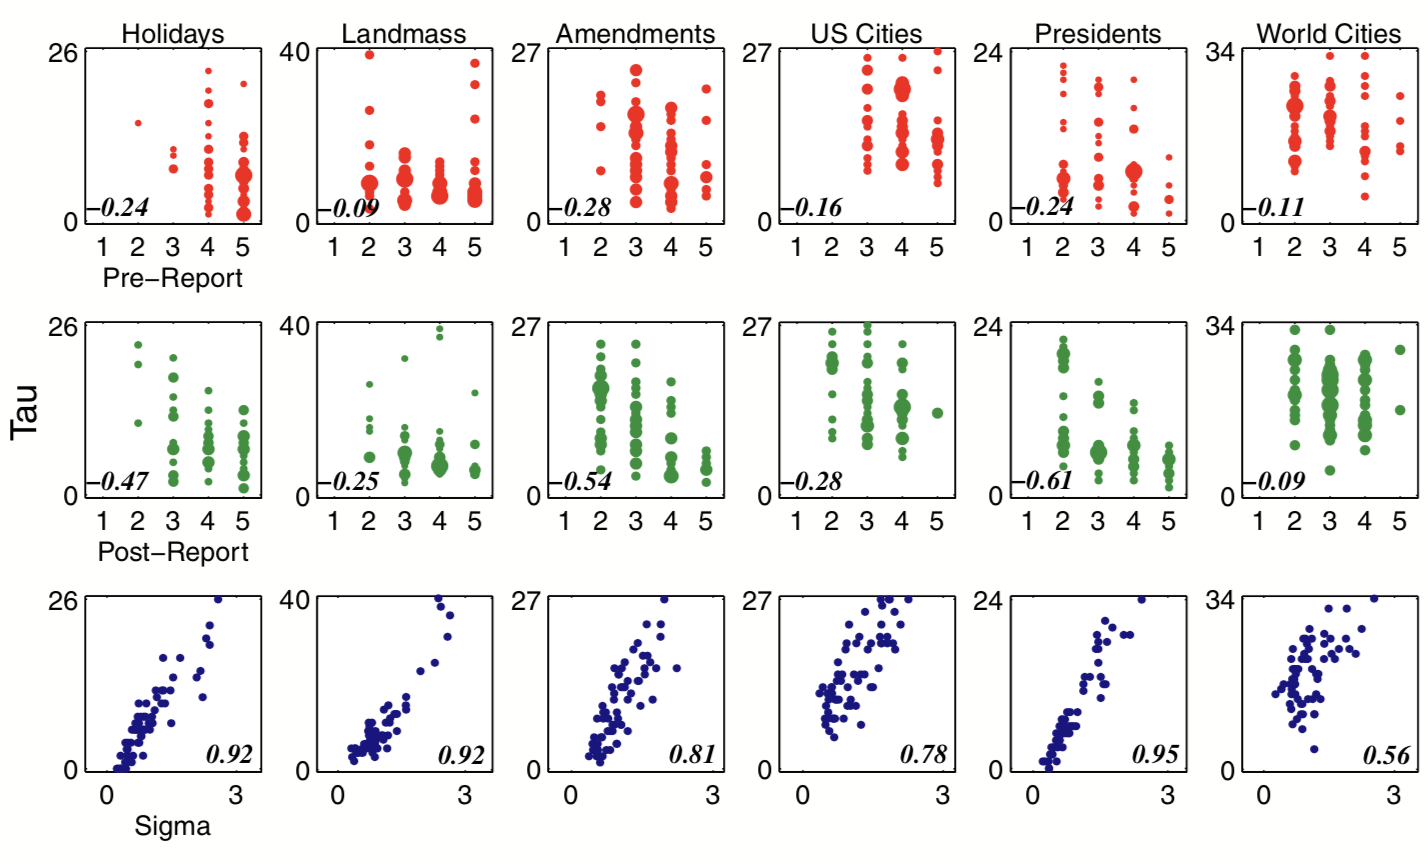 Holidays Landmass Amendments US Cities Presidents World Cities
26 40 27 27 24 34
−0.24 −0.09 −0.28 −0.16 −0.24 −0.11
0 0 0 0 0 0
1 2 3 4 5 1 2 3 4 5 1 2 3 4 5 1 2 3 4 5 1 2 3 4 5 1 2 3 4 5
Pre−Report
26 40 27 27 24 34
Tau
−0.47 −0.25 −0.54 −0.28 −0.61 −0.09
0 0 0 0 0 0
1 2 3 4 5 1 2 3 4 5 1 2 3 4 5 1 2 3 4 5 1 2 3 4 5 1 2 3 4 5
Post−Report
26 40 27 27 24 34
0.92 0.92 0.81 0.78 0.95 0.56
0 0 0 0 0 0
0 3 0 3 0 3 0 3 0 3 0 3
Sigma